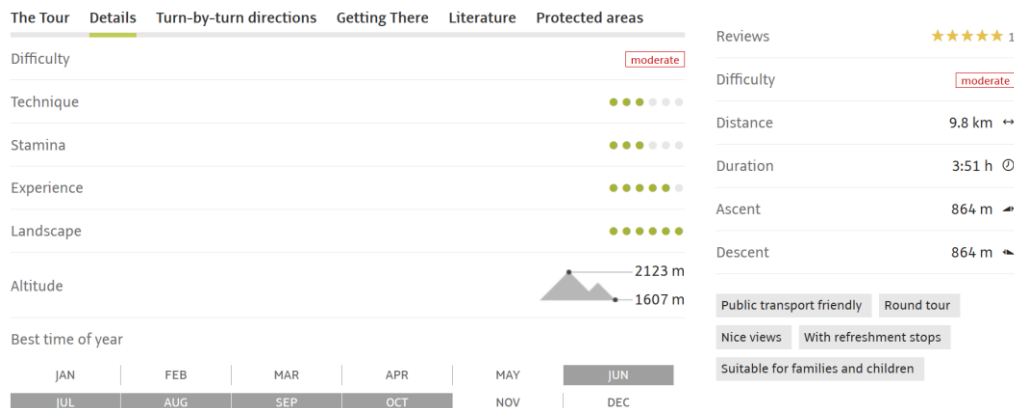 The Tour Details Turn-by-turn directions Getting There Literature Protected areas
Difficulty moderate
Technique
Stamina
Experience
Landscape
Altitude 2123 m
1607 m
Best time of year
JAN FEB MAR APR MAY JUN
JUL AUG SEP OCT NOV DEC
Reviews 1
Difficulty moderate
Distance 9.8 km
Duration 3:51 h
Ascent 864 m
Descent 864 m
Public transport friendly Round tour
Nice views With refreshment stops
Suitable for families and children